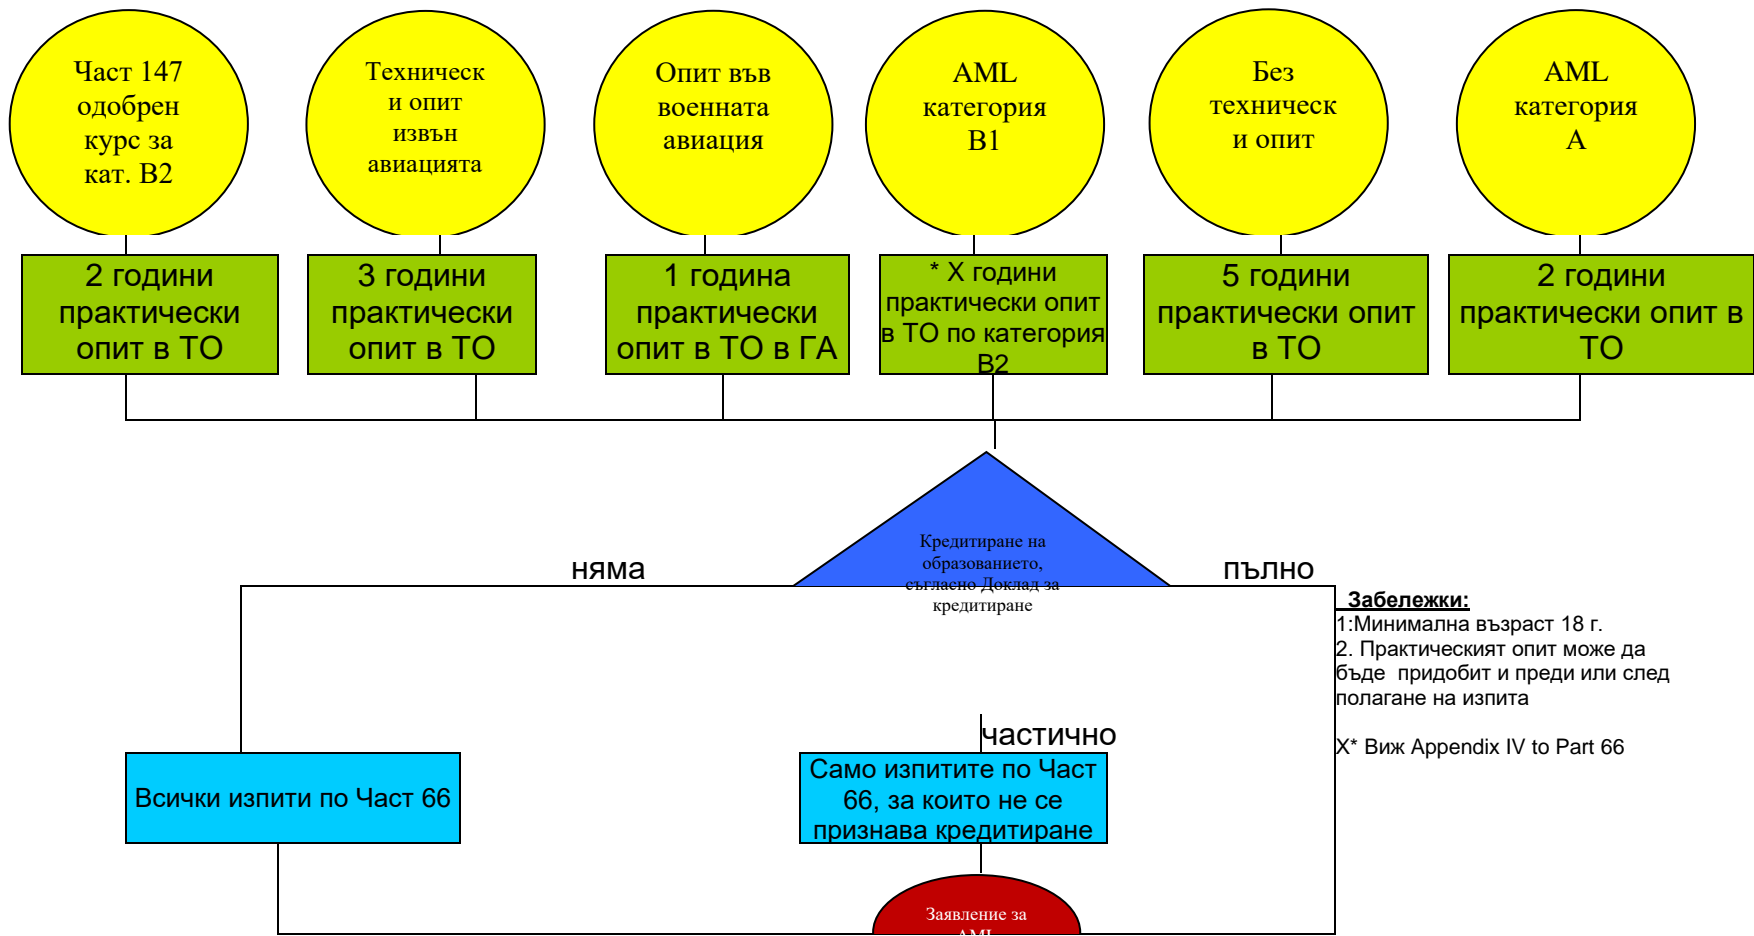 Част 147
одобрен
курс за
кат. B2
Техническ
и опит
извън
авиацията
Опит във
военната
авиация
AML
категория
B1
Без
техническ
и опит
AML
категория
A
2 години
практически
опит в ТО
3 години
практически
опит в ТО
1 година
практически
опит в ТО в ГА
* X години
практически опит
в ТО по категория
B2
5 години
практически опит
в ТО
2 години
практически опит в
ТО
Кредитиране на
образованието,
съгласно Доклад за
кредитиране
няма
пълно
Забележки:
1:Минимална възраст 18 г.
2. Практическият опит може да
бъде придобит и преди или след
полагане на изпита
X* Виж Appendix IV to Part 66
частично
Всички изпити по Част 66
Само изпитите по Част
66, за които не се
признава кредитиране
Заявление за
AML